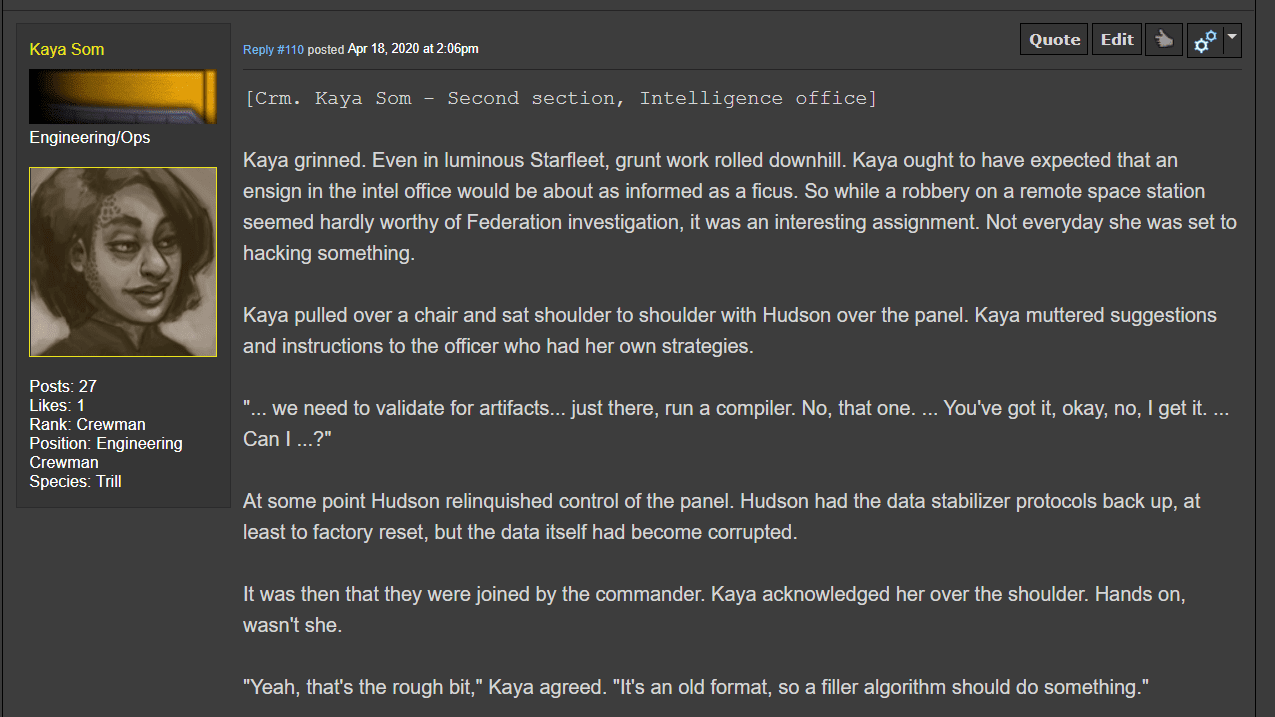 Kaya Som
Engineering/Ops
Posts: 27
Likes: 1
Rank: Crewman
Position: Engineering
Crewman
Species: Trill
Reply #110 posted Apr 18, 2020 at 2:06pm
Quote
Edit
[Crm. Kaya Som - Second section, Intelligence office]
Kaya grinned. Even in luminous Starfleet, grunt work rolled downhill. Kaya ought to have expected that an
ensign in the intel office would be about as informed as a ficus. So while a robbery on a remote space station
seemed hardly worthy of Federation investigation, it was an interesting assignment. Not everyday she was set to
hacking something.
Kaya pulled over a chair and sat shoulder to shoulder with Hudson over the panel. Kaya muttered suggestions
and instructions to the officer who had her own strategies.
"... we need to validate for artifacts... just there, run a compiler. No, that one. ... You've got it, okay, no, I get it. ...
Can I ...?"
At some point Hudson relinquished control of the panel. Hudson had the data stabilizer protocols back up, at
least to factory reset, but the data itself had become corrupted.
It was then that they were joined by the commander. Kaya acknowledged her over the shoulder. Hands on,
wasn't she.
"Yeah, that's the rough bit," Kaya agreed. "It's an old format, so a filler algorithm should do something."